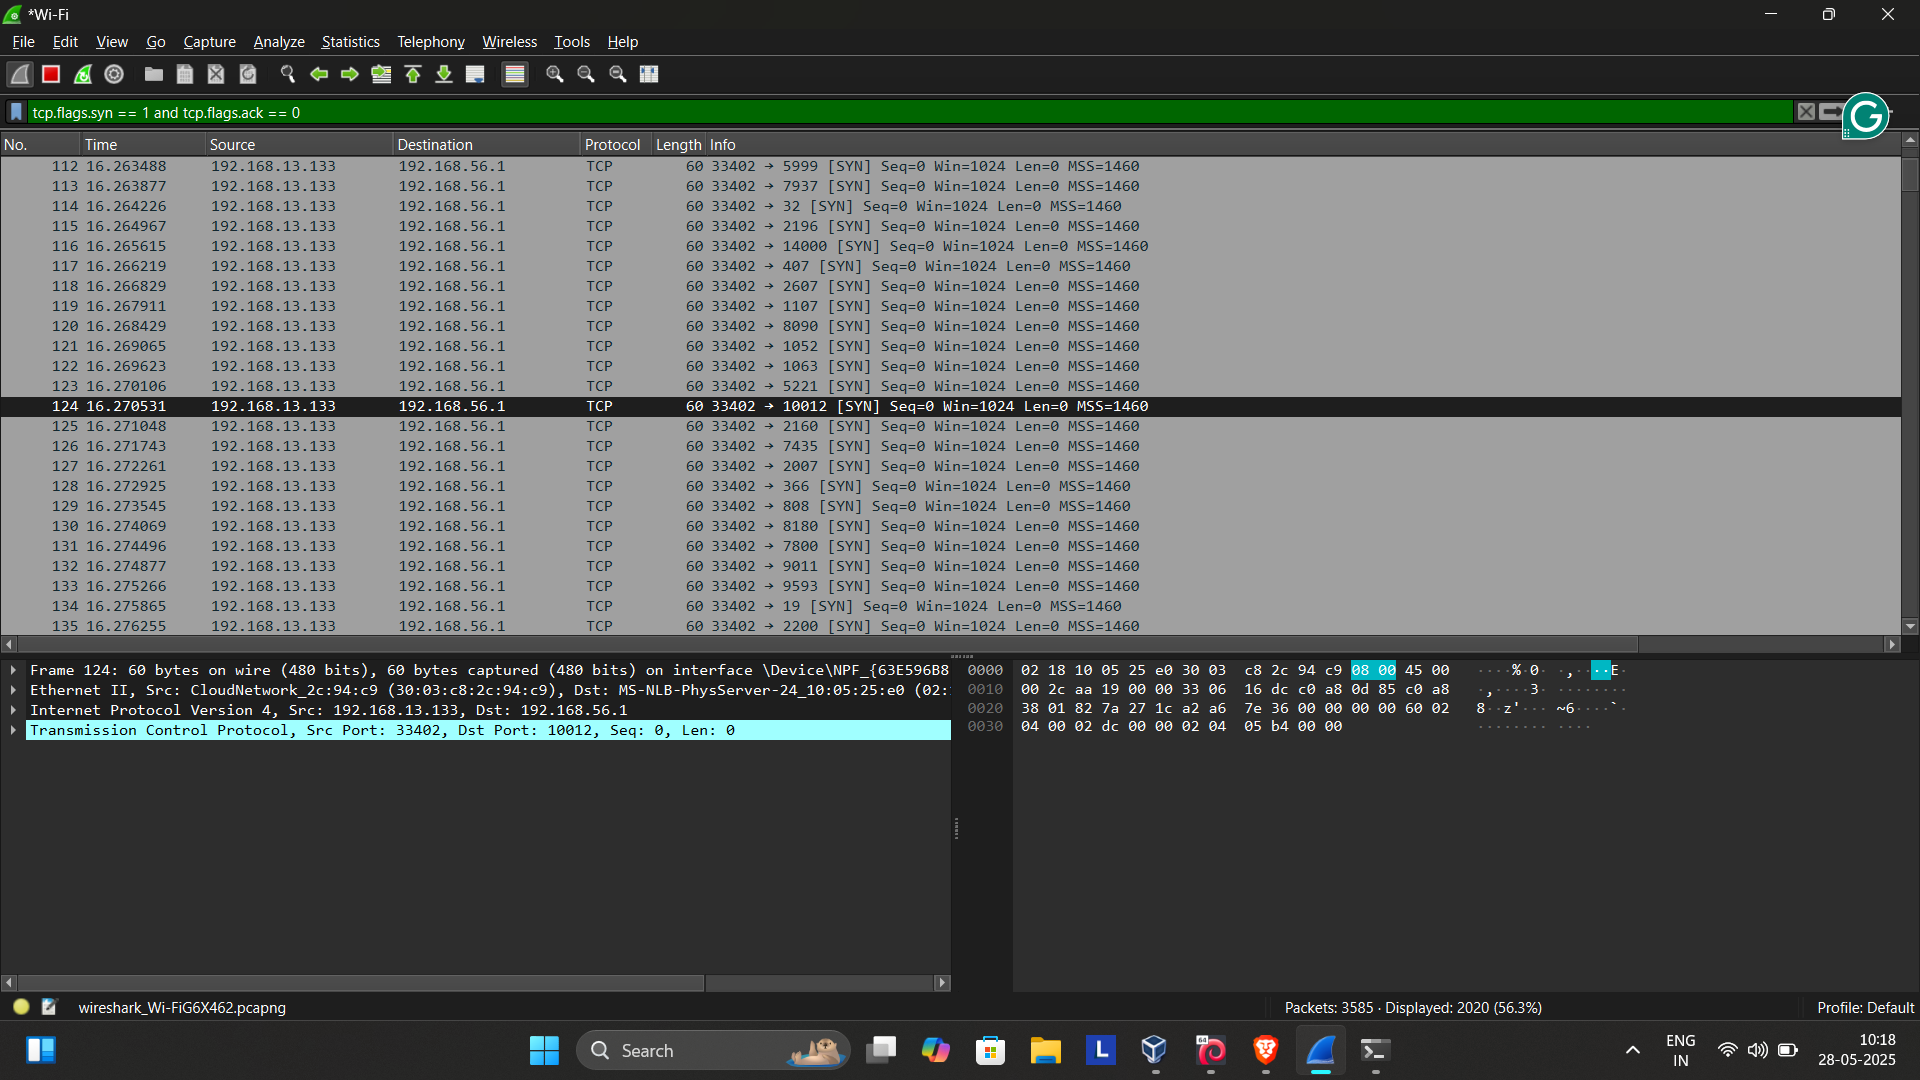 *Wi-Fi
File Edit View Go Capture Analyze Statistics Telephony Wireless Tools Help
tcp.flags.syn == 1 and tcp.flags.ack == 0
No. Time Source Destination Protocol Length Info
112 16.263488 192.168.13.133 192.168.56.1 TCP 60 33402 → 5999 [SYN] Seq=0 Win=1024 Len=0 MSS=1460
113 16.263877 192.168.13.133 192.168.56.1 TCP 60 33402 → 7937 [SYN] Seq=0 Win=1024 Len=0 MSS=1460
114 16.264226 192.168.13.133 192.168.56.1 TCP 60 33402 → 32 [SYN] Seq=0 Win=1024 Len=0 MSS=1460
115 16.264967 192.168.13.133 192.168.56.1 TCP 60 33402 → 2196 [SYN] Seq=0 Win=1024 Len=0 MSS=1460
116 16.265615 192.168.13.133 192.168.56.1 TCP 60 33402 → 14000 [SYN] Seq=0 Win=1024 Len=0 MSS=1460
117 16.266219 192.168.13.133 192.168.56.1 TCP 60 33402 → 407 [SYN] Seq=0 Win=1024 Len=0 MSS=1460
118 16.266829 192.168.13.133 192.168.56.1 TCP 60 33402 → 2607 [SYN] Seq=0 Win=1024 Len=0 MSS=1460
119 16.267911 192.168.13.133 192.168.56.1 TCP 60 33402 → 1107 [SYN] Seq=0 Win=1024 Len=0 MSS=1460
120 16.268429 192.168.13.133 192.168.56.1 TCP 60 33402 → 8090 [SYN] Seq=0 Win=1024 Len=0 MSS=1460
121 16.269065 192.168.13.133 192.168.56.1 TCP 60 33402 → 1052 [SYN] Seq=0 Win=1024 Len=0 MSS=1460
122 16.269623 192.168.13.133 192.168.56.1 TCP 60 33402 → 1063 [SYN] Seq=0 Win=1024 Len=0 MSS=1460
123 16.270106 192.168.13.133 192.168.56.1 TCP 60 33402 → 5221 [SYN] Seq=0 Win=1024 Len=0 MSS=1460
124 16.270531 192.168.13.133 192.168.56.1 TCP 60 33402 → 10012 [SYN] Seq=0 Win=1024 Len=0 MSS=1460
125 16.271048 192.168.13.133 192.168.56.1 TCP 60 33402 → 2160 [SYN] Seq=0 Win=1024 Len=0 MSS=1460
126 16.271743 192.168.13.133 192.168.56.1 TCP 60 33402 → 7435 [SYN] Seq=0 Win=1024 Len=0 MSS=1460
127 16.272261 192.168.13.133 192.168.56.1 TCP 60 33402 → 2007 [SYN] Seq=0 Win=1024 Len=0 MSS=1460
128 16.272925 192.168.13.133 192.168.56.1 TCP 60 33402 → 366 [SYN] Seq=0 Win=1024 Len=0 MSS=1460
129 16.273545 192.168.13.133 192.168.56.1 TCP 60 33402 → 808 [SYN] Seq=0 Win=1024 Len=0 MSS=1460
130 16.274069 192.168.13.133 192.168.56.1 TCP 60 33402 → 8180 [SYN] Seq=0 Win=1024 Len=0 MSS=1460
131 16.274496 192.168.13.133 192.168.56.1 TCP 60 33402 → 7800 [SYN] Seq=0 Win=1024 Len=0 MSS=1460
132 16.274877 192.168.13.133 192.168.56.1 TCP 60 33402 → 9011 [SYN] Seq=0 Win=1024 Len=0 MSS=1460
133 16.275266 192.168.13.133 192.168.56.1 TCP 60 33402 → 9593 [SYN] Seq=0 Win=1024 Len=0 MSS=1460
134 16.275865 192.168.13.133 192.168.56.1 TCP 60 33402 → 19 [SYN] Seq=0 Win=1024 Len=0 MSS=1460
135 16.276255 192.168.13.133 192.168.56.1 TCP 60 33402 → 2200 [SYN] Seq=0 Win=1024 Len=0 MSS=1460
Frame 124: 60 bytes on wire (480 bits), 60 bytes captured (480 bits) on interface \Device\NPF_{63E596B8
Ethernet II, Src: CloudNetwork_2c:94:c9 (30:03:c8:2c:94:c9), Dst: MS-NLB-PhysServer-24_10:05:25:e0 (02:
Internet Protocol Version 4, Src: 192.168.13.133, Dst: 192.168.56.1
Transmission Control Protocol, Src Port: 33402, Dst Port: 10012, Seq: 0, Len: 0
0000 02 18 10 05 25 e0 30 03 c8 2c 94 c9 08 00 45 00 ····%·0· ·,····E·
0010 00 2c aa 19 00 00 33 06 16 dc c0 a8 0d 85 c0 a8 ·,····3· ········
0020 38 01 82 7a 27 1c a2 a6 7e 36 00 00 00 00 60 02 8··z'··· ~6····`·
0030 04 00 02 dc 00 00 02 04 05 b4 00 00 ········ ····
wireshark_Wi-FiG6X462.pcapng
Packets: 3585 · Displayed: 2020 (56.3%)
Profile: Default
Search
L
64
ENG
IN
10:18
28-05-2025